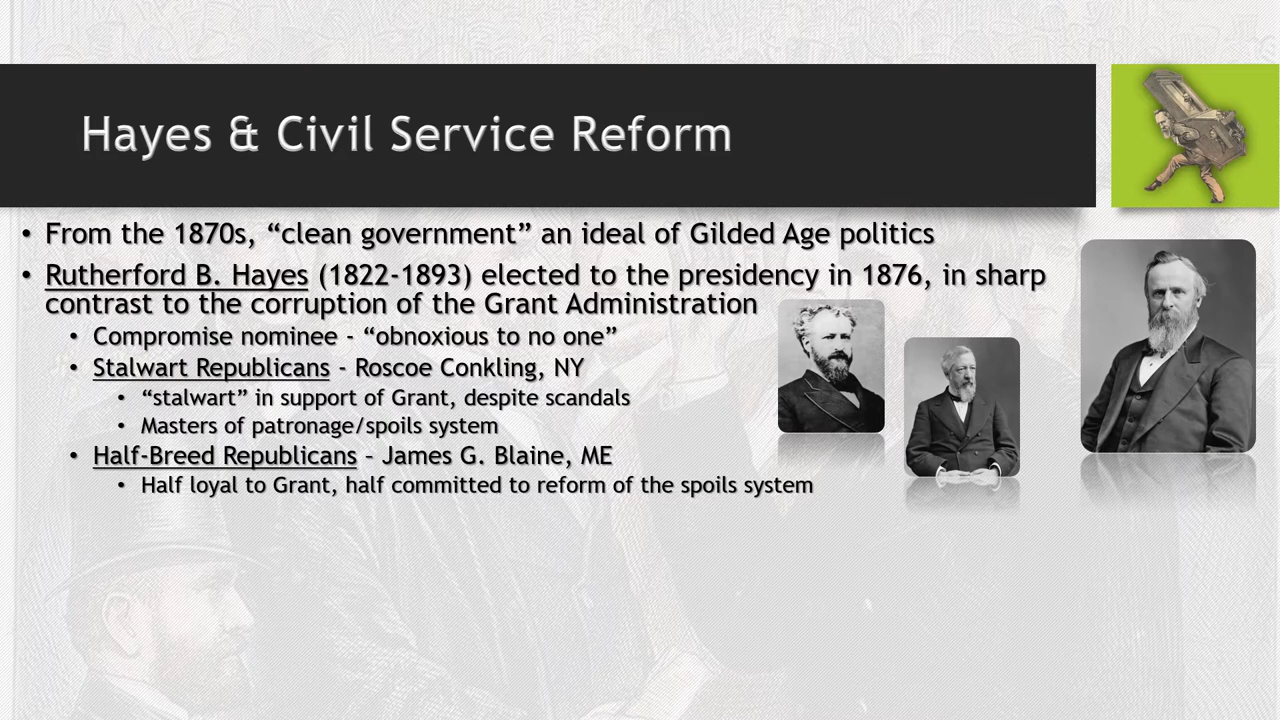 Hayes & Civil Service Reform
• From the 1870s, “clean government” an ideal of Gilded Age politics
• Rutherford B. Hayes (1822-1893) elected to the presidency in 1876, in sharp
contrast to the corruption of the Grant Administration
• Compromise nominee - “obnoxious to no one”
• Stalwart Republicans - Roscoe Conkling, NY
• “stalwart” in support of Grant, despite scandals
• Masters of patronage/spoils system
• Half-Breed Republicans – James G. Blaine, ME
• Half loyal to Grant, half committed to reform of the spoils system